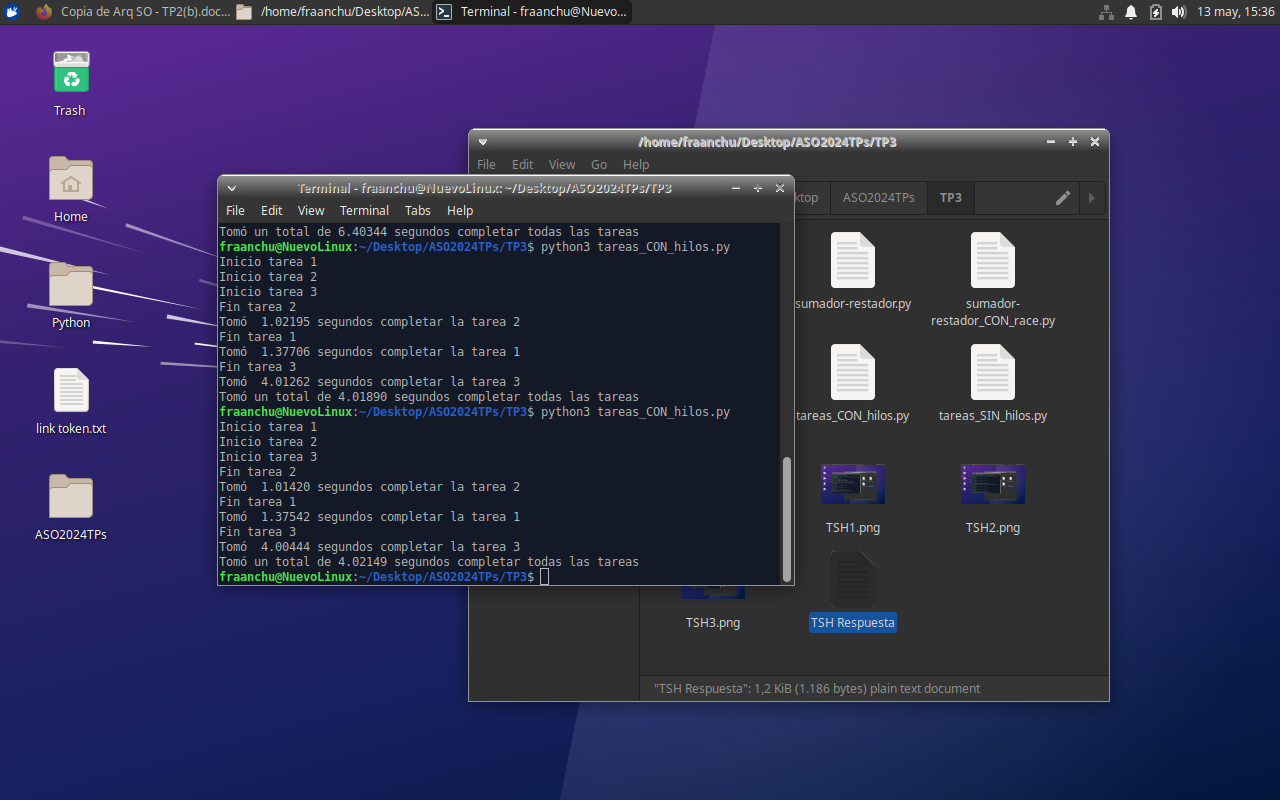 Copia de Arq SO - TP2(b).doc...
/home/fraanchu/Desktop/AS...
Terminal - fraanchu@Nuevo...
13 may, 15:36
Trash
Home
Python
link token.txt
ASO2024TPs
/home/fraanchu/Desktop/ASO2024TPs/TP3
File Edit View Go Help
ktop ASO2024TPs TP3
Terminal - fraanchu@NuevoLinux: ~/Desktop/ASO2024TPs/TP3
File Edit View Terminal Tabs Help
Tomó un total de 6.40344 segundos completar todas las tareas
fraanchu@NuevoLinux:~/Desktop/ASO2024TPs/TP3$ python3 tareas_CON_hilos.py
Inicio tarea 1
Inicio tarea 2
Inicio tarea 3
Fin tarea 2
Tomó  1.02195 segundos completar la tarea 2
Fin tarea 1
Tomó  1.37706 segundos completar la tarea 1
Fin tarea 3
Tomó  4.01262 segundos completar la tarea 3
Tomó un total de 4.01890 segundos completar todas las tareas
fraanchu@NuevoLinux:~/Desktop/ASO2024TPs/TP3$ python3 tareas_CON_hilos.py
Inicio tarea 1
Inicio tarea 2
Inicio tarea 3
Fin tarea 2
Tomó  1.01420 segundos completar la tarea 2
Fin tarea 1
Tomó  1.37542 segundos completar la tarea 1
Fin tarea 3
Tomó  4.00444 segundos completar la tarea 3
Tomó un total de 4.02149 segundos completar todas las tareas
fraanchu@NuevoLinux:~/Desktop/ASO2024TPs/TP3$
sumador-restador.py
sumador-
restador_CON_race.py
tareas_CON_hilos.py
tareas_SIN_hilos.py
TSH1.png
TSH2.png
TSH3.png
TSH Respuesta
"TSH Respuesta": 1,2 KiB (1.186 bytes) plain text document